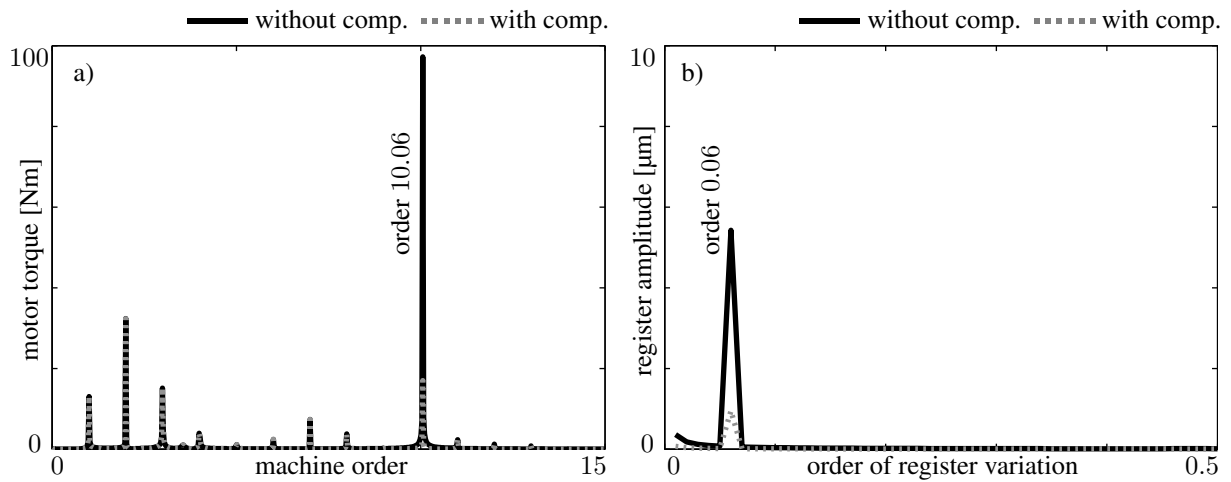 without comp. with comp.
100
a)
order 10.06
motor torque [Nm]
0
0
machine order
15
without comp. with comp.
10
b)
order 0.06
register amplitude [μm]
0
0
order of register variation
0.5